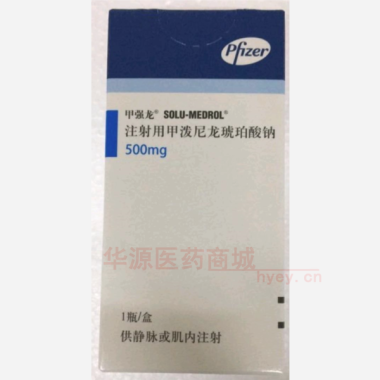 Pfizer
甲强龙® SOLU-MEDROL®
注射用甲泼尼龙琥珀酸钠
500mg
华源医药商城
hyey.cn
1瓶/盒
供静脉或肌内注射